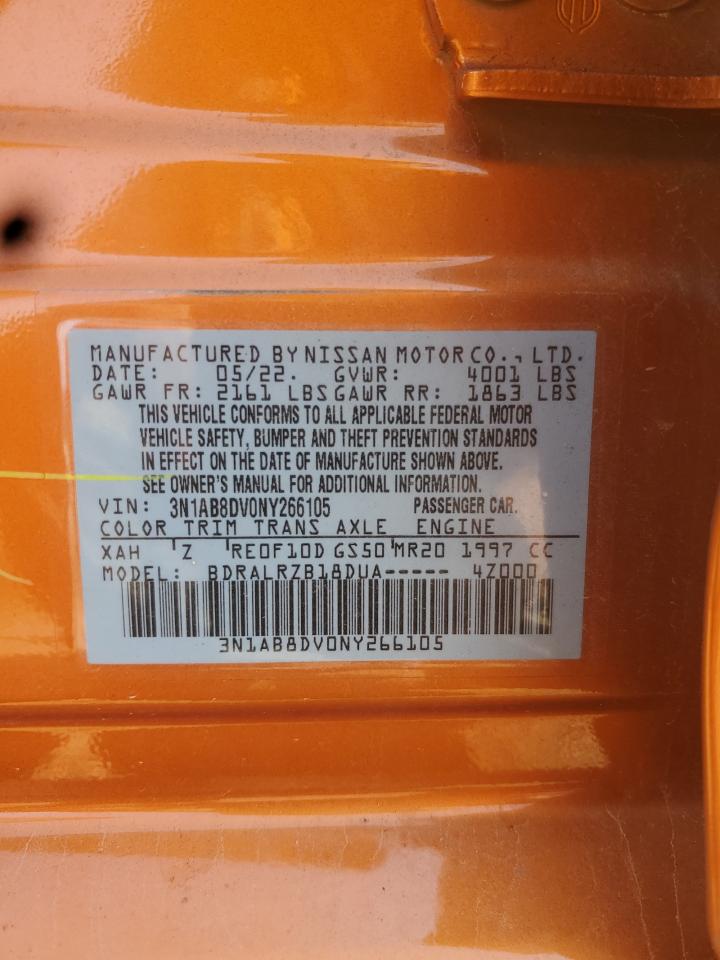 MANUFACTURED BY NISSAN MOTOR CO., LTD.
DATE: 05/22. GVWR: 4001 LBS
GAWR FR: 2161 LBS GAWR RR: 1863 LBS
THIS VEHICLE CONFORMS TO ALL APPLICABLE FEDERAL MOTOR
VEHICLE SAFETY, BUMPER AND THEFT PREVENTION STANDARDS
IN EFFECT ON THE DATE OF MANUFACTURE SHOWN ABOVE.
SEE OWNER'S MANUAL FOR ADDITIONAL INFORMATION.
VIN: 3N1AB8DV0NY266105 PASSENGER CAR.
COLOR TRIM TRANS AXLE ENGINE
XAH Z RE0F10D GS50 MR20 1997 CC
MODEL: BDRALRZB18DUA----- 4Z000
3N1AB8DV0NY266105